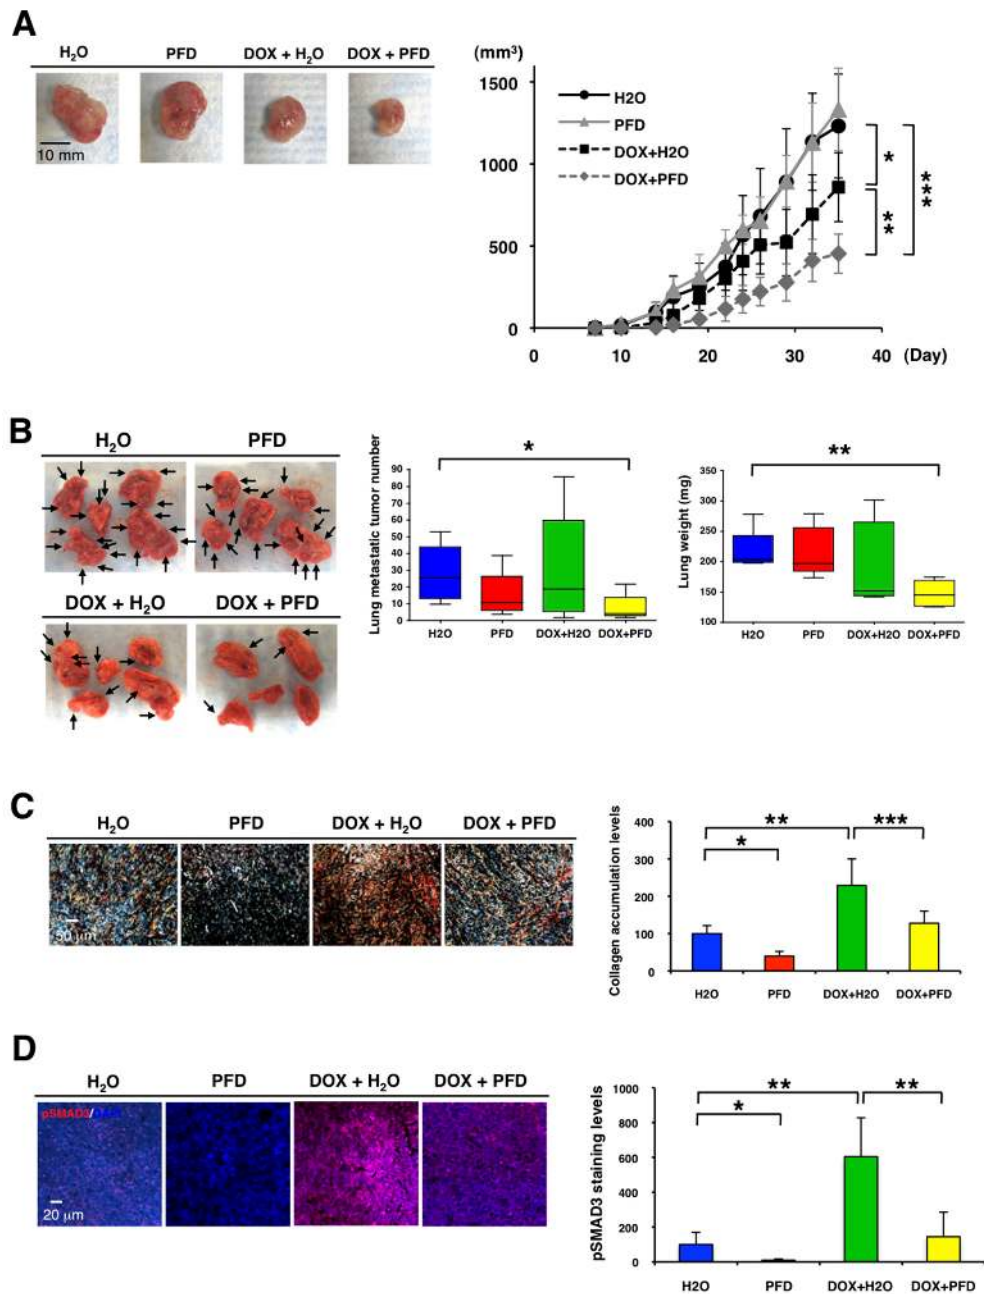 A
H₂O PFD DOX + H₂O DOX + PFD
10 mm
(mm³)
1500
1000
500
0
H2O
PFD
DOX+H2O
DOX+PFD
*
**
***
0 10 20 30 40 (Day)
B
H₂O PFD
DOX + H₂O DOX + PFD
Lung metastatic tumor number
90
80
70
60
50
40
30
20
10
0
*
H2O PFD DOX+H2O DOX+PFD
Lung weight (mg)
350
300
250
200
150
100
**
H2O PFD DOX+H2O DOX+PFD
C
H₂O PFD DOX + H₂O DOX + PFD
50 μm
Collagen accumulation levels
400
300
200
100
0
** ***
*
H2O PFD DOX+H2O DOX+PFD
D
H₂O PFD DOX + H₂O DOX + PFD
pSMAD3/DAPI
20 μm
pSMAD3 staining levels
1000
800
600
400
200
0
** **
*
H2O PFD DOX+H2O DOX+PFD